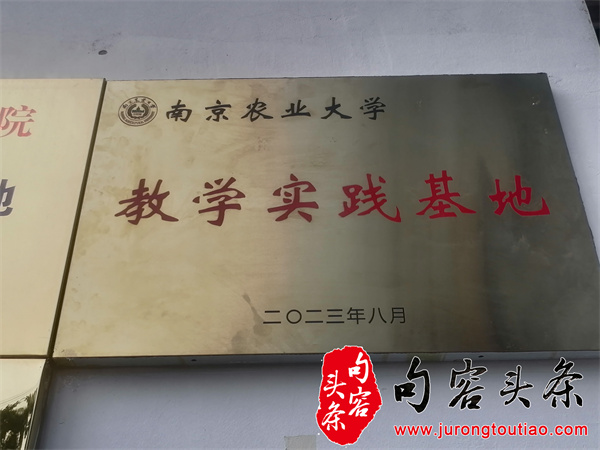 院
地
南京农业大学
教学实践基地
二〇二三年八月
句容
头条
句容头条
www.jurongtoutiao.com